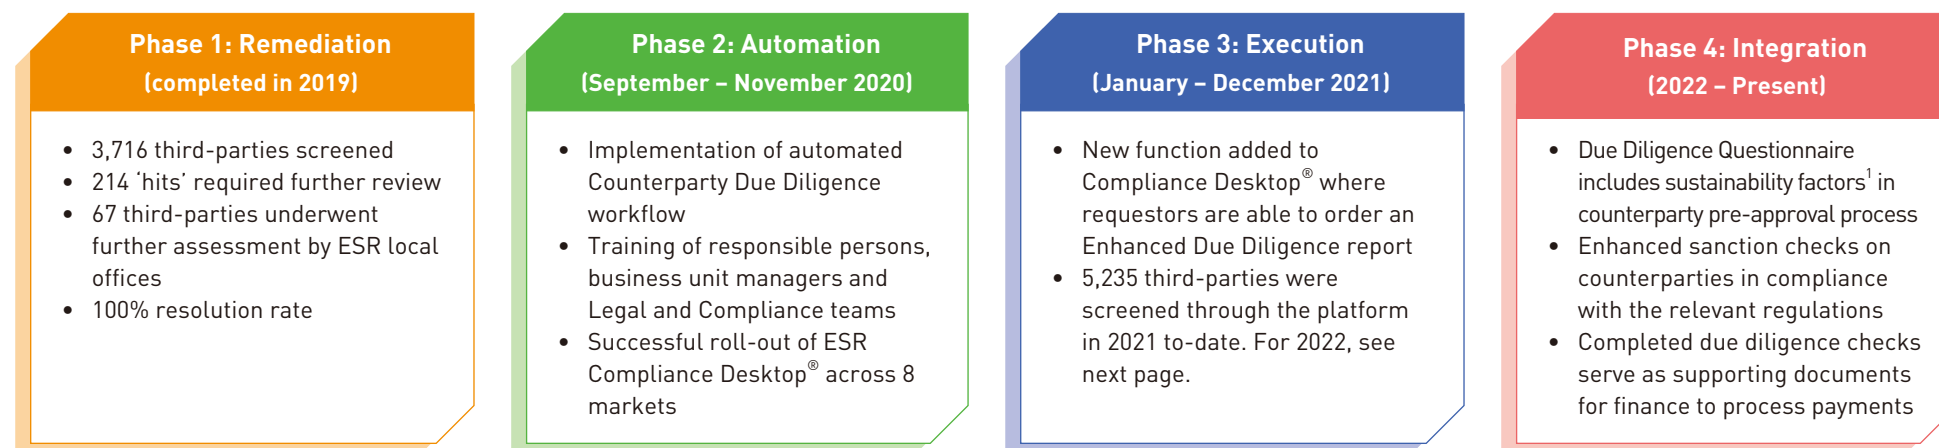 Phase 1: Remediation
(completed in 2019)
• 3,716 third-parties screened
• 214 ‘hits’ required further review
• 67 third-parties underwent
further assessment by ESR local
offices
• 100% resolution rate
Phase 2: Automation
(September – November 2020)
• Implementation of automated
Counterparty Due Diligence
workflow
• Training of responsible persons,
business unit managers and
Legal and Compliance teams
• Successful roll-out of ESR
Compliance Desktop® across 8
markets
Phase 3: Execution
(January – December 2021)
• New function added to
Compliance Desktop® where
requestors are able to order an
Enhanced Due Diligence report
• 5,235 third-parties were
screened through the platform
in 2021 to-date. For 2022, see
next page.
Phase 4: Integration
(2022 – Present)
• Due Diligence Questionnaire
includes sustainability factors¹ in
counterparty pre-approval process
• Enhanced sanction checks on
counterparties in compliance
with the relevant regulations
• Completed due diligence checks
serve as supporting documents
for finance to process payments